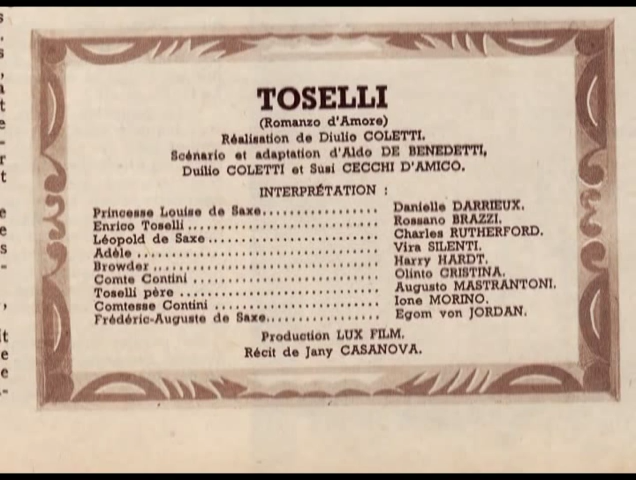 TOSELLI
(Romanzo d'Amore)
Réalisation de Diulio COLETTI.
Scénario et adaptation d'Aldo DE BENEDETTI,
Duilio COLETTI et Susi CECCHI D'AMICO.
INTERPRÉTATION :
Princesse Louise de Saxe................. Danielle DARRIEUX.
Enrico Toselli ............................ Rossano BRAZZI.
Léopold de Saxe ......................... Charles RUTHERFORD.
Adèle ..................................... Vira SILENTI.
Browder .................................. Harry HARDT.
Comte Contini ........................... Olinto CRISTINA.
Toselli père .............................. Augusto MASTRANTONI.
Comtesse Contini ........................ Ione MORINO.
Frédéric-Auguste de Saxe................. Egom von JORDAN.
Production LUX FILM.
Récit de Jany CASANOVA.